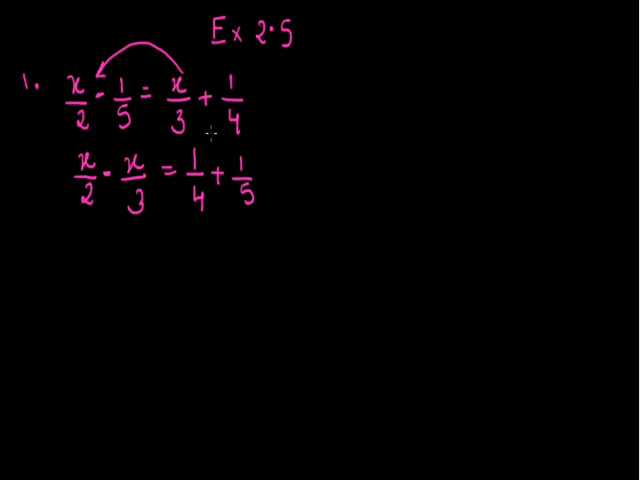 Ex 2.5
1. x/2 - 1/5 = x/3 + 1/4
x/2 - x/3 = 1/4 + 1/5